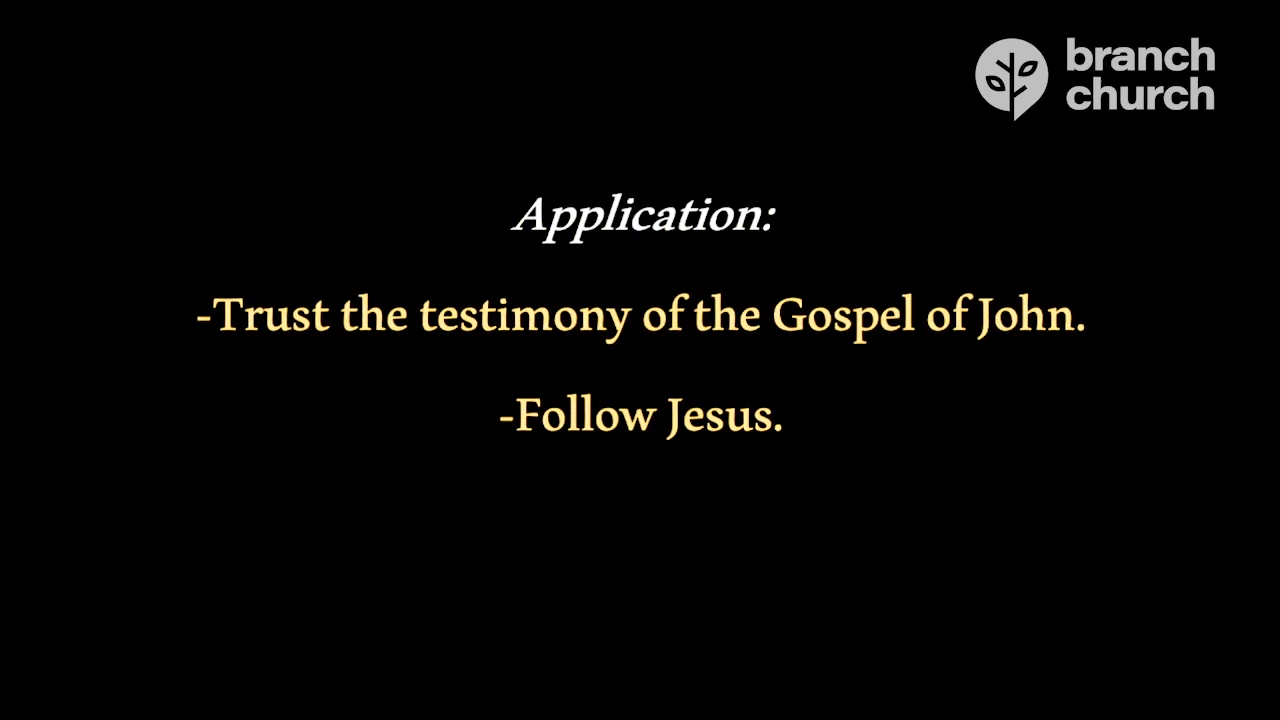 branch
church
Application:
-Trust the testimony of the Gospel of John.
-Follow Jesus.